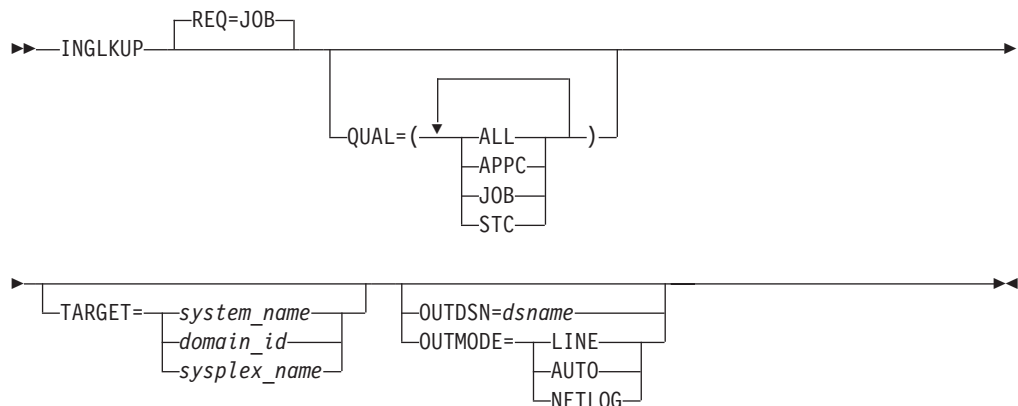 REQ=JOB
INGLKUP
QUAL=( ALL )
APPC
JOB
STC
TARGET= system_name
domain_id
sysplex_name
OUTDSN=dsname
OUTMODE= LINE
AUTO
NETLOG